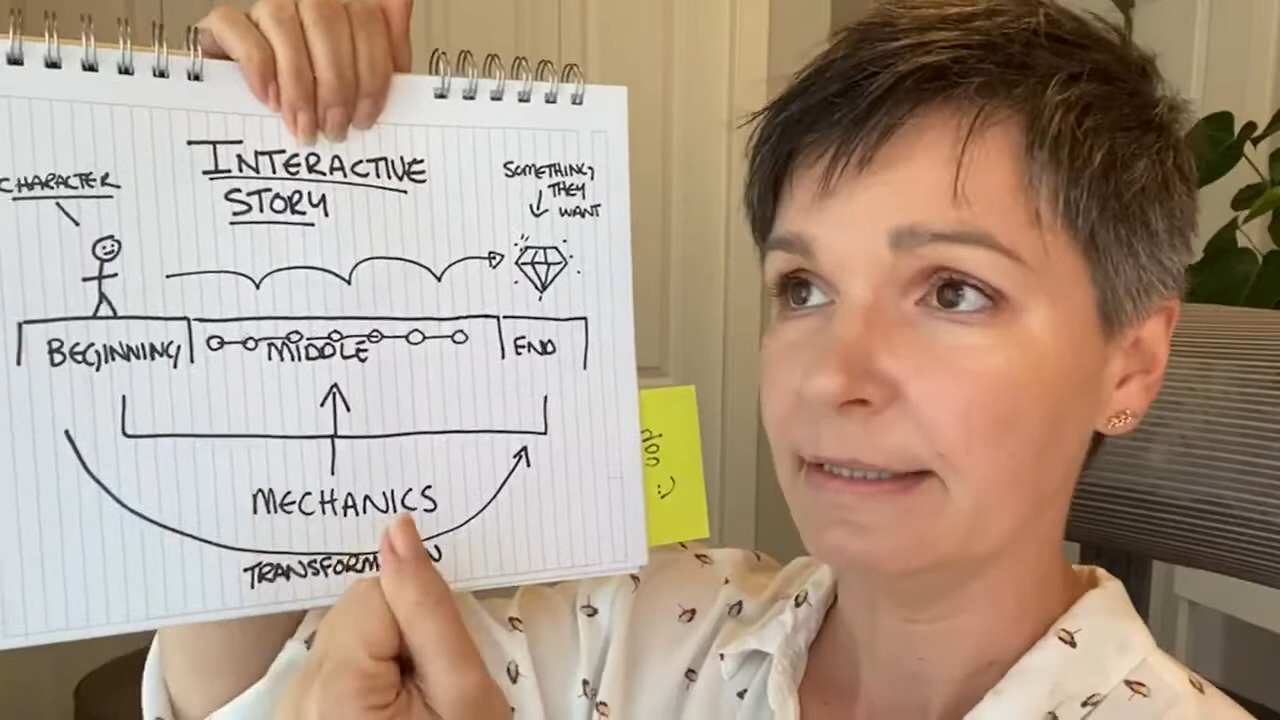 INTERACTIVE
STORY
CHARACTER
SOMETHING
THEY
WANT
BEGINNING
MIDDLE
END
MECHANICS